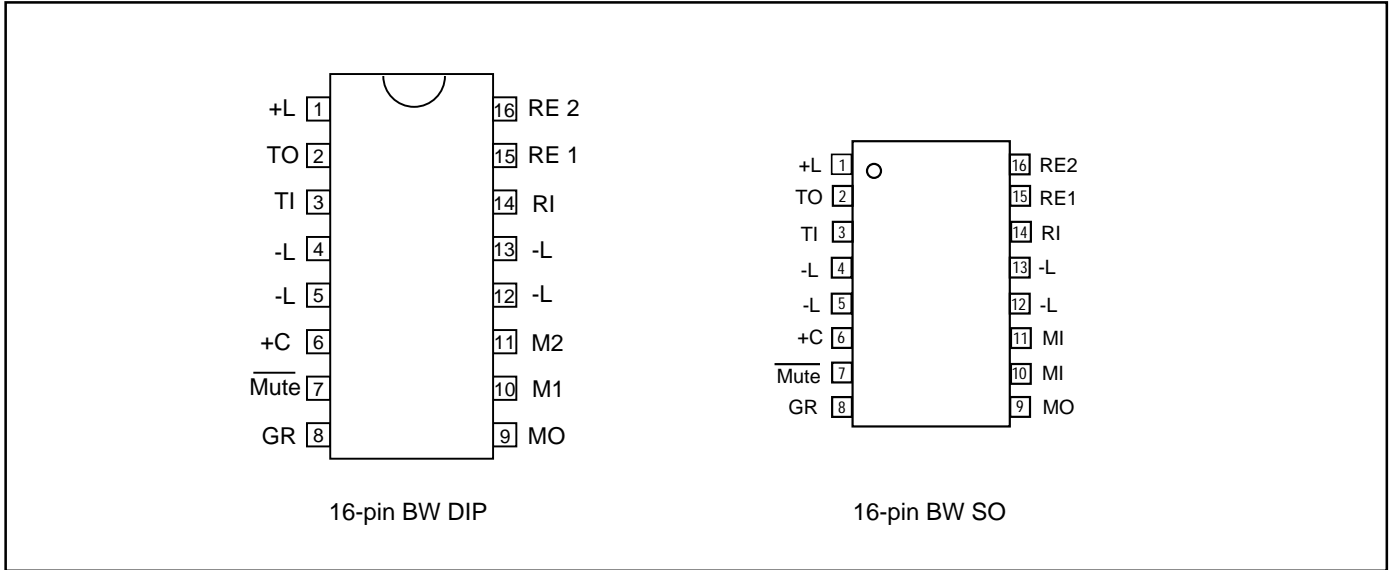 +L 1 16 RE 2
TO 2 15 RE 1
TI 3 14 RI
-L 4 13 -L
-L 5 12 -L
+C 6 11 M2
Mute 7 10 M1
GR 8 9 MO
16-pin BW DIP
+L 1 16 RE2
TO 2 15 RE1
TI 3 14 RI
-L 4 13 -L
-L 5 12 -L
+C 6 11 MI
Mute 7 10 MI
GR 8 9 MO
16-pin BW SO